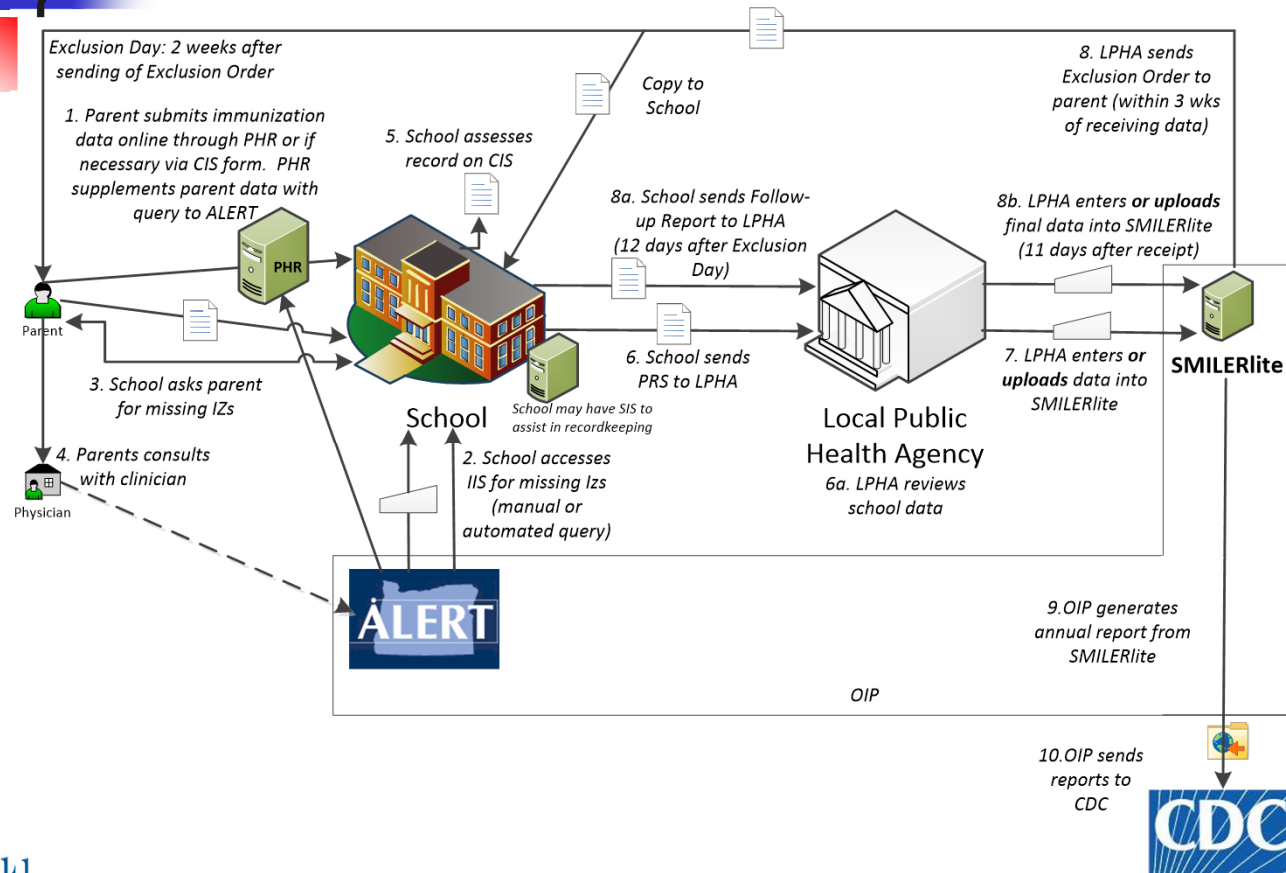 Exclusion Day: 2 weeks after
sending of Exclusion Order
1. Parent submits immunization
data online through PHR or if
necessary via CIS form.  PHR
supplements parent data with
query to ALERT
PHR
Parent
3. School asks parent
for missing IZs
4. Parents consults
with clinician
Physician
5. School assesses
record on CIS
Copy to
School
School
School may have SIS to
assist in recordkeeping
2. School accesses
IIS for missing Izs
(manual or
automated query)
8a. School sends Follow-
up Report to LPHA
(12 days after Exclusion
Day)
6. School sends
PRS to LPHA
Local Public
Health Agency
6a. LPHA reviews
school data
8. LPHA sends
Exclusion Order to
parent (within 3 wks
of receiving data)
8b. LPHA enters or uploads
final data into SMILERlite
(11 days after receipt)
7. LPHA enters or
uploads data into
SMILERlite
SMILERlite
ALERT
9.OIP generates
annual report from
SMILERlite
OIP
10.OIP sends
reports to
CDC
CDC